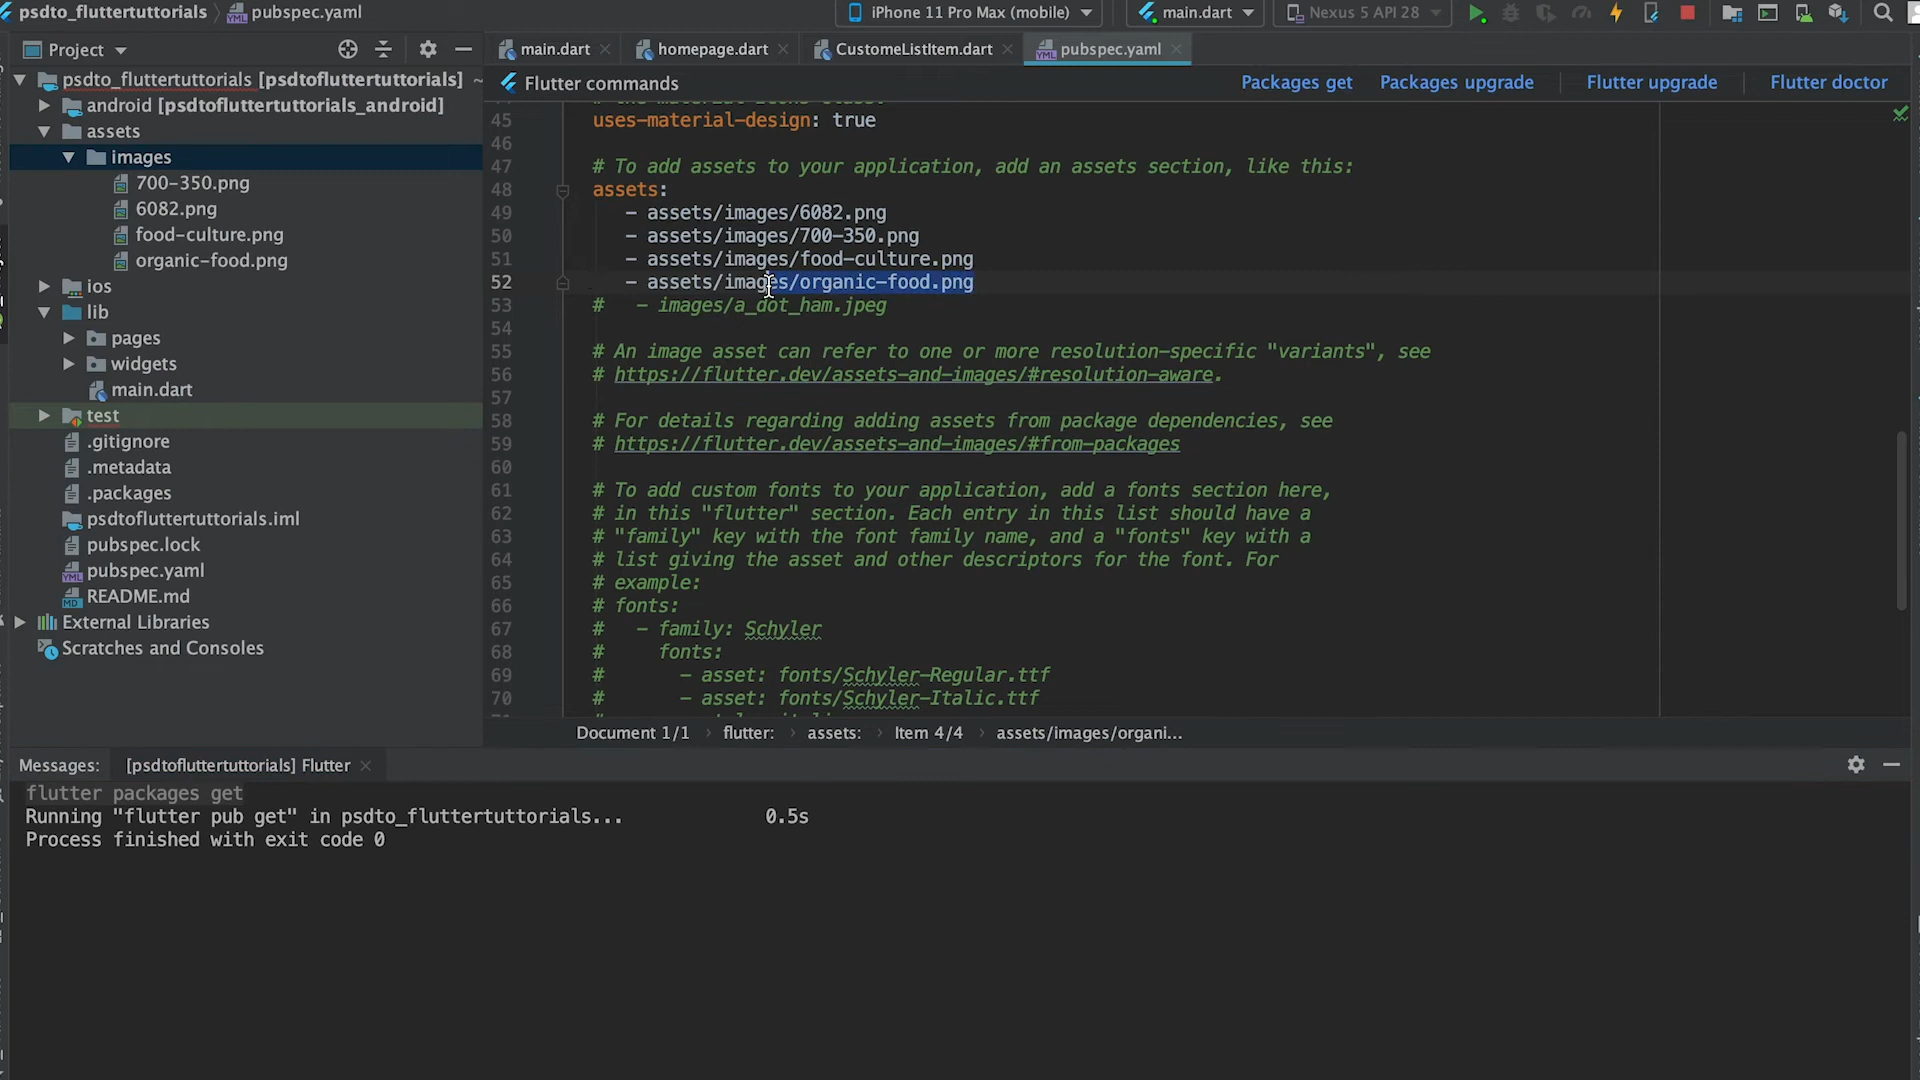 psdto_fluttertuttorials pubspec.yaml iPhone 11 Pro Max (mobile) main.dart Nexus 5 API 28
Project
main.dart homepage.dart CustomeListItem.dart pubspec.yaml
psdto_fluttertuttorials [psdtofluttertuttorials] ~
android [psdtofluttertuttorials_android]
assets
images
700-350.png
6082.png
food-culture.png
organic-food.png
ios
lib
pages
widgets
main.dart
test
.gitignore
.metadata
.packages
psdtofluttertuttorials.iml
pubspec.lock
pubspec.yaml
README.md
External Libraries
Scratches and Consoles
Flutter commands Packages get Packages upgrade Flutter upgrade Flutter doctor
45 uses-material-design: true
46
47 # To add assets to your application, add an assets section, like this:
48 assets:
49 - assets/images/6082.png
50 - assets/images/700-350.png
51 - assets/images/food-culture.png
52 - assets/images/organic-food.png
53 # - images/a_dot_ham.jpeg
54
55 # An image asset can refer to one or more resolution-specific "variants", see
56 # https://flutter.dev/assets-and-images/#resolution-aware.
57
58 # For details regarding adding assets from package dependencies, see
59 # https://flutter.dev/assets-and-images/#from-packages
60
61 # To add custom fonts to your application, add a fonts section here,
62 # in this "flutter" section. Each entry in this list should have a
63 # "family" key with the font family name, and a "fonts" key with a
64 # list giving the asset and other descriptors for the font. For
65 # example:
66 # fonts:
67 # - family: Schyler
68 # fonts:
69 # - asset: fonts/Schyler-Regular.ttf
70 # - asset: fonts/Schyler-Italic.ttf
Document 1/1 flutter: assets: Item 4/4 assets/images/organi...
Messages: [psdtofluttertuttorials] Flutter
flutter packages get
Running "flutter pub get" in psdto_fluttertuttorials... 0.5s
Process finished with exit code 0